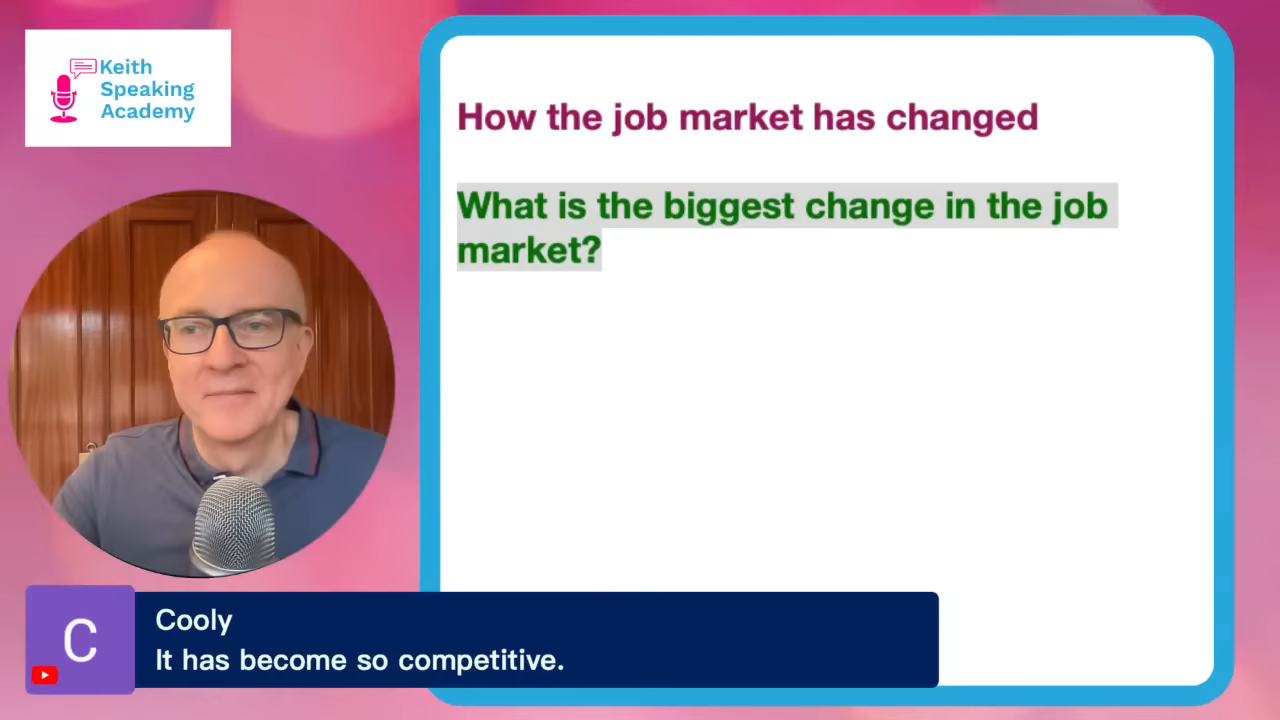 Keith
Speaking
Academy
How the job market has changed
What is the biggest change in the job
market?
C
Cooly
It has become so competitive.